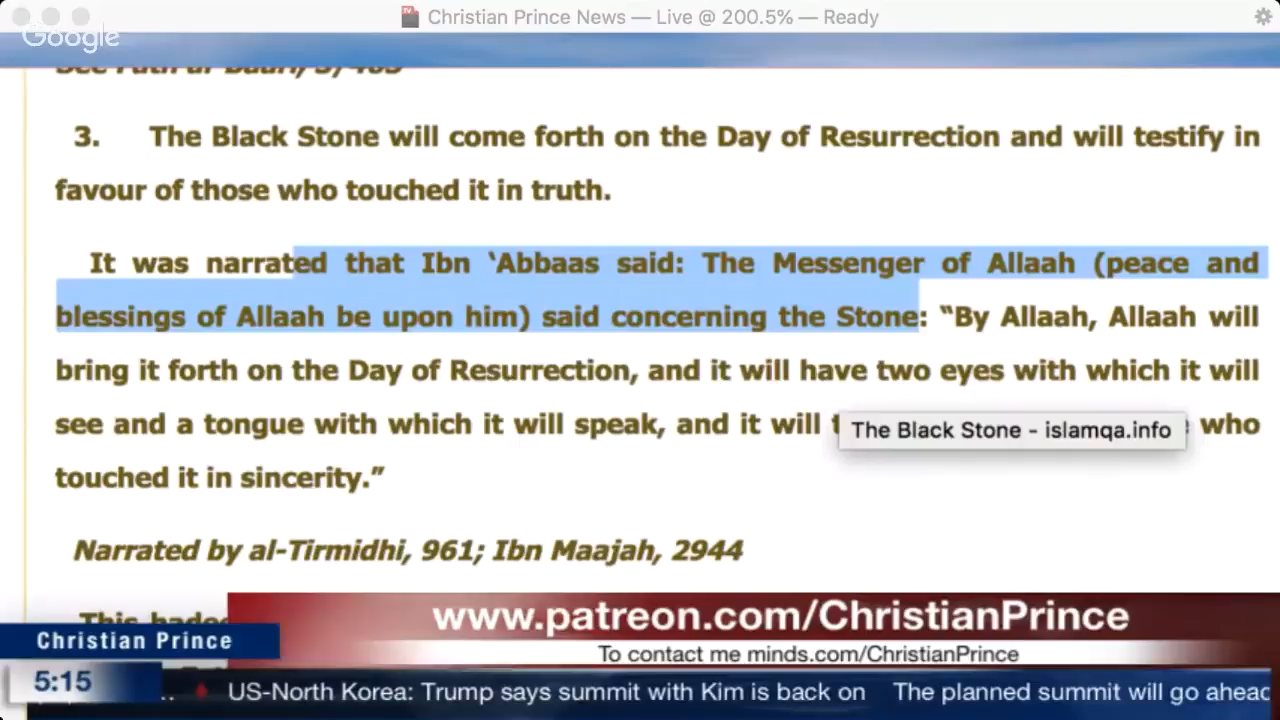 Christian Prince News — Live @ 200.5% — Ready
Google
3. The Black Stone will come forth on the Day of Resurrection and will testify in
favour of those who touched it in truth.
It was narrated that Ibn ‘Abbaas said: The Messenger of Allaah (peace and
blessings of Allaah be upon him) said concerning the Stone: “By Allaah, Allaah will
bring it forth on the Day of Resurrection, and it will have two eyes with which it will
see and a tongue with which it will speak, and it will who
The Black Stone - islamqa.info
touched it in sincerity.”
Narrated by al-Tirmidhi, 961; Ibn Maajah, 2944
www.patreon.com/ChristianPrince
Christian Prince
To contact me minds.com/ChristianPrince
5:15
US-North Korea: Trump says summit with Kim is back on The planned summit will go ahead